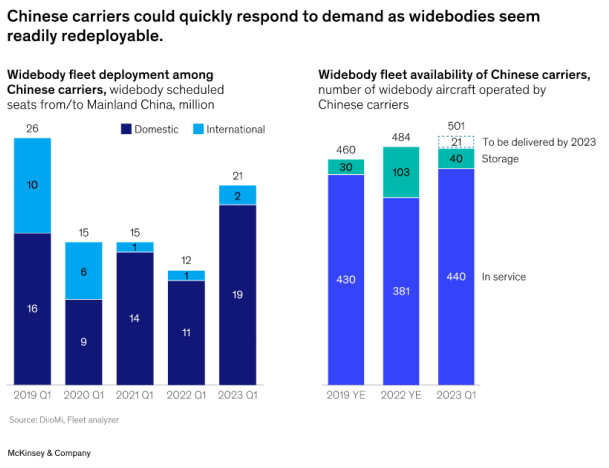 Chinese carriers could quickly respond to demand as widebodies seem
readily redeployable.
Widebody fleet deployment among
Chinese carriers, widebody scheduled
seats from/to Mainland China, million
Domestic
International
26
10
16
15
6
9
15
1
14
12
1
11
21
2
19
2019 Q1
2020 Q1
2021 Q1
2022 Q1
2023 Q1
Widebody fleet availability of Chinese carriers,
number of widebody aircraft operated by
Chinese carriers
460
30
430
484
103
381
501
21
40
440
To be delivered by 2023
Storage
In service
2019 YE
2022 YE
2023 Q1
Source: DiioMi, Fleet analyzer
McKinsey & Company